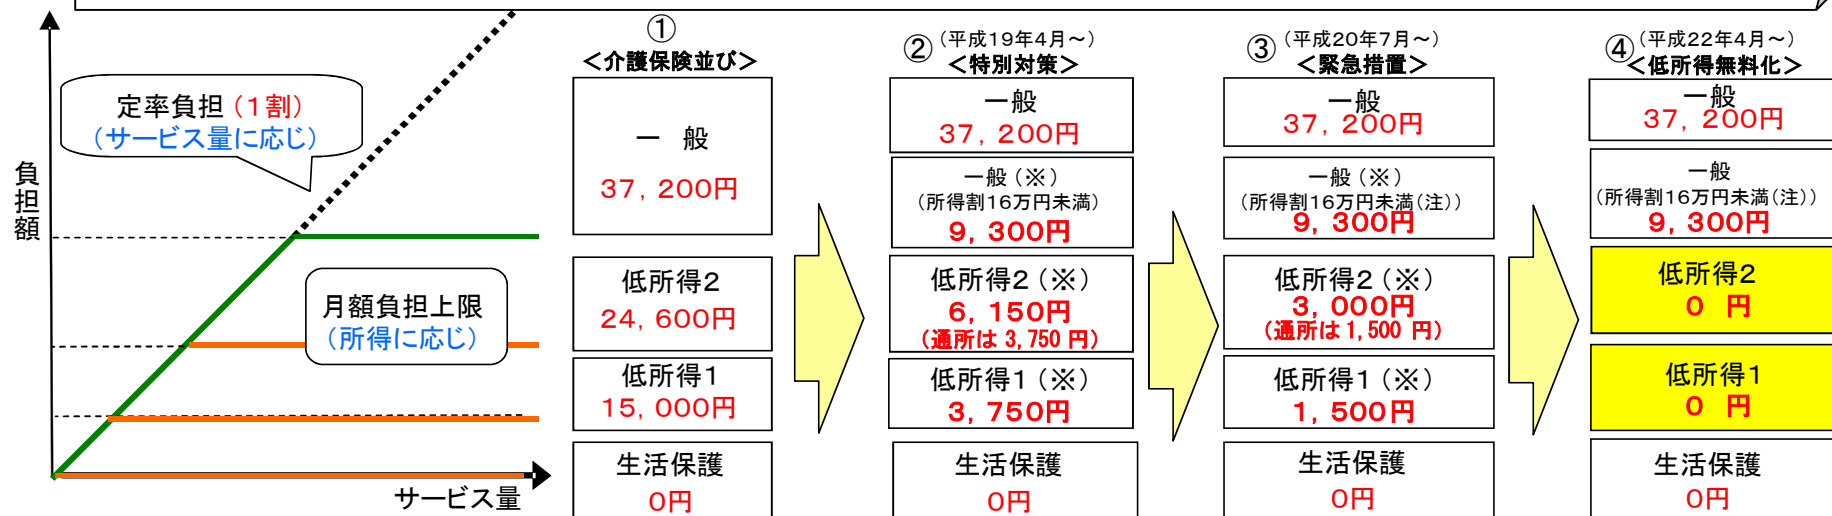 負担額
定率負担（１割）
（サービス量に応じ）
月額負担上限
（所得に応じ）
サービス量
①
＜介護保険並び＞
一　般
37，200円
低所得2
24，600円
低所得1
15，000円
生活保護
0円
②（平成19年4月～）
＜特別対策＞
一般
37，200円
一般（※）
（所得割16万円未満）
9，300円
低所得2（※）
6，150円
（通所は 3,750 円）
低所得1（※）
3，750円
生活保護
0円
③（平成20年7月～）
＜緊急措置＞
一般
37，200円
一般（※）
（所得割16万円未満(注)）
9，300円
低所得2（※）
3，000円
（通所は 1,500 円）
低所得1（※）
1，500円
生活保護
0円
④（平成22年4月～）
＜低所得無料化＞
一般
37，200円
一般
（所得割16万円未満(注)）
9，300円
低所得2
0　円
低所得1
0　円
生活保護
0円